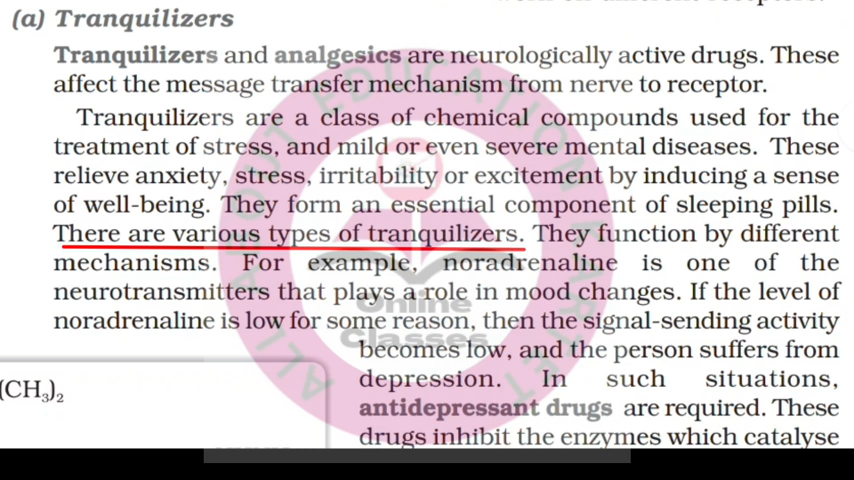 (a) Tranquilizers
Tranquilizers and analgesics are neurologically active drugs. These
affect the message transfer mechanism from nerve to receptor.
Tranquilizers are a class of chemical compounds used for the
treatment of stress, and mild or even severe mental diseases. These
relieve anxiety, stress, irritability or excitement by inducing a sense
of well-being. They form an essential component of sleeping pills.
There are various types of tranquilizers. They function by different
mechanisms. For example, noradrenaline is one of the
neurotransmitters that plays a role in mood changes. If the level of
noradrenaline is low for some reason, then the signal-sending activity
becomes low, and the person suffers from
depression. In such situations,
antidepressant drugs are required. These
drugs inhibit the enzymes which catalyse
(CH3)2
ALL ABOUT EDUCATION
Online
Classes